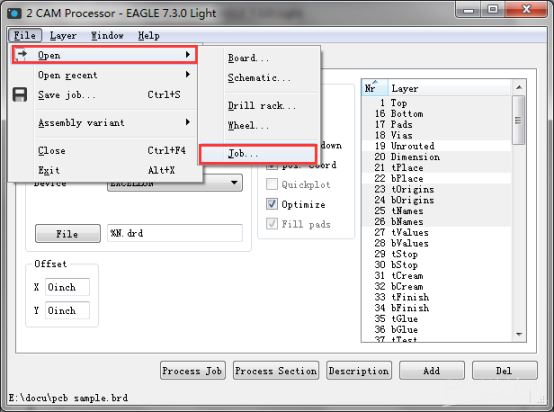 2 CAM Processor - EAGLE 7.3.0 Light
File Layer Window Help
Open
Open recent
Save job... Ctrl+S
Assembly variant
Close Ctrl+F4
Exit Alt+X
Board...
Schematic...
Drill rack...
Wheel...
Job...
Device EXCELLON
File %N.drd
Offset
X 0inch
Y 0inch
pos. Coord
Quickplot
Optimize
Fill pads
Nr Layer
1 Top
16 Bottom
17 Pads
18 Vias
19 Unrouted
20 Dimension
21 tPlace
22 bPlace
23 tOrigins
24 bOrigins
25 tNames
26 bNames
27 tValues
28 bValues
29 tStop
30 bStop
31 tCream
32 bCream
33 tFinish
34 bFinish
35 tGlue
36 bGlue
37 tTest
Process Job Process Section Description Add Del
E:\docu\pcb sample.brd